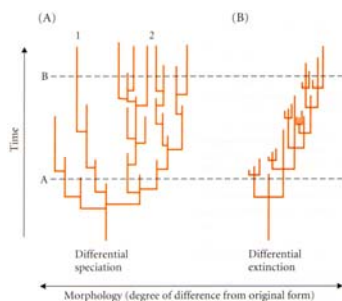 (A)
(B)
1
2
B
A
Time
Differential
speciation
Differential
extinction
Morphology (degree of difference from original form)